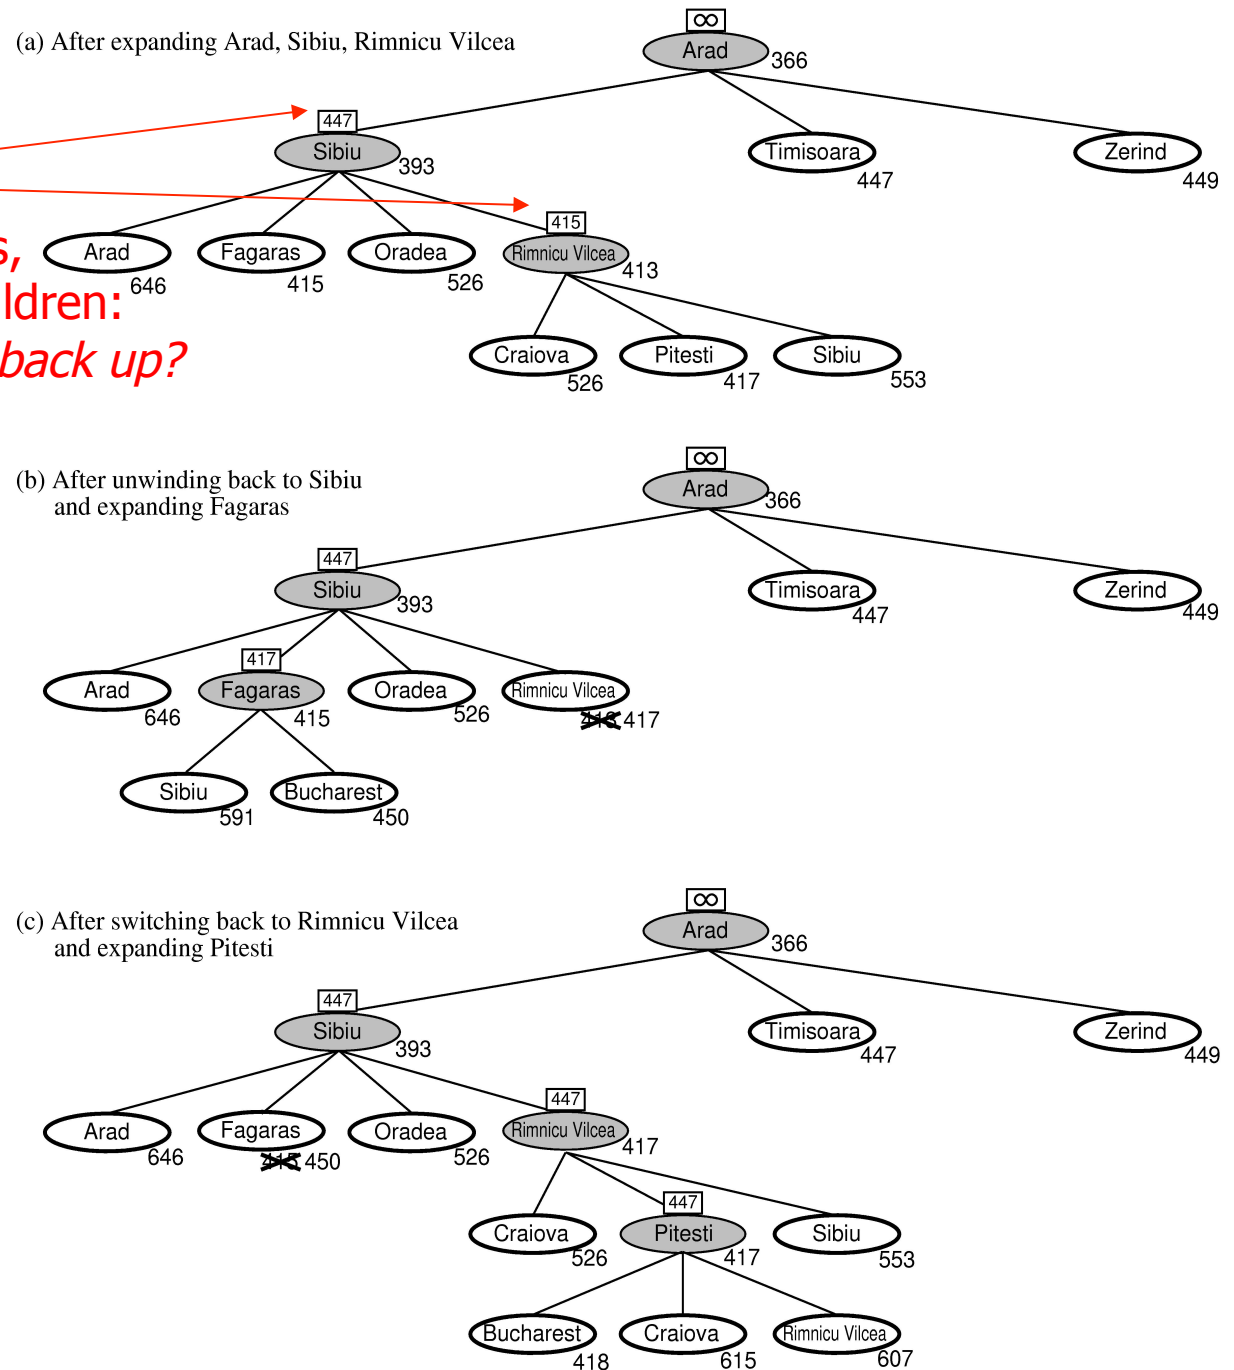 (a) After expanding Arad, Sibiu, Rimnicu Vilcea
∞
Arad
366
447
Sibiu
393
Timisoara
447
Zerind
449
s,
ldren:
back up?
Arad
646
Fagaras
415
Oradea
526
415
Rimnicu Vilcea
413
Craiova
526
Pitesti
417
Sibiu
553
(b) After unwinding back to Sibiu
and expanding Fagaras
∞
Arad
366
447
Sibiu
393
Timisoara
447
Zerind
449
Arad
646
417
Fagaras
415
Oradea
526
Rimnicu Vilcea
413 417
Sibiu
591
Bucharest
450
(c) After switching back to Rimnicu Vilcea
and expanding Pitesti
∞
Arad
366
447
Sibiu
393
Timisoara
447
Zerind
449
Arad
646
Fagaras
415 450
Oradea
526
447
Rimnicu Vilcea
417
Craiova
526
447
Pitesti
417
Sibiu
553
Bucharest
418
Craiova
615
Rimnicu Vilcea
607